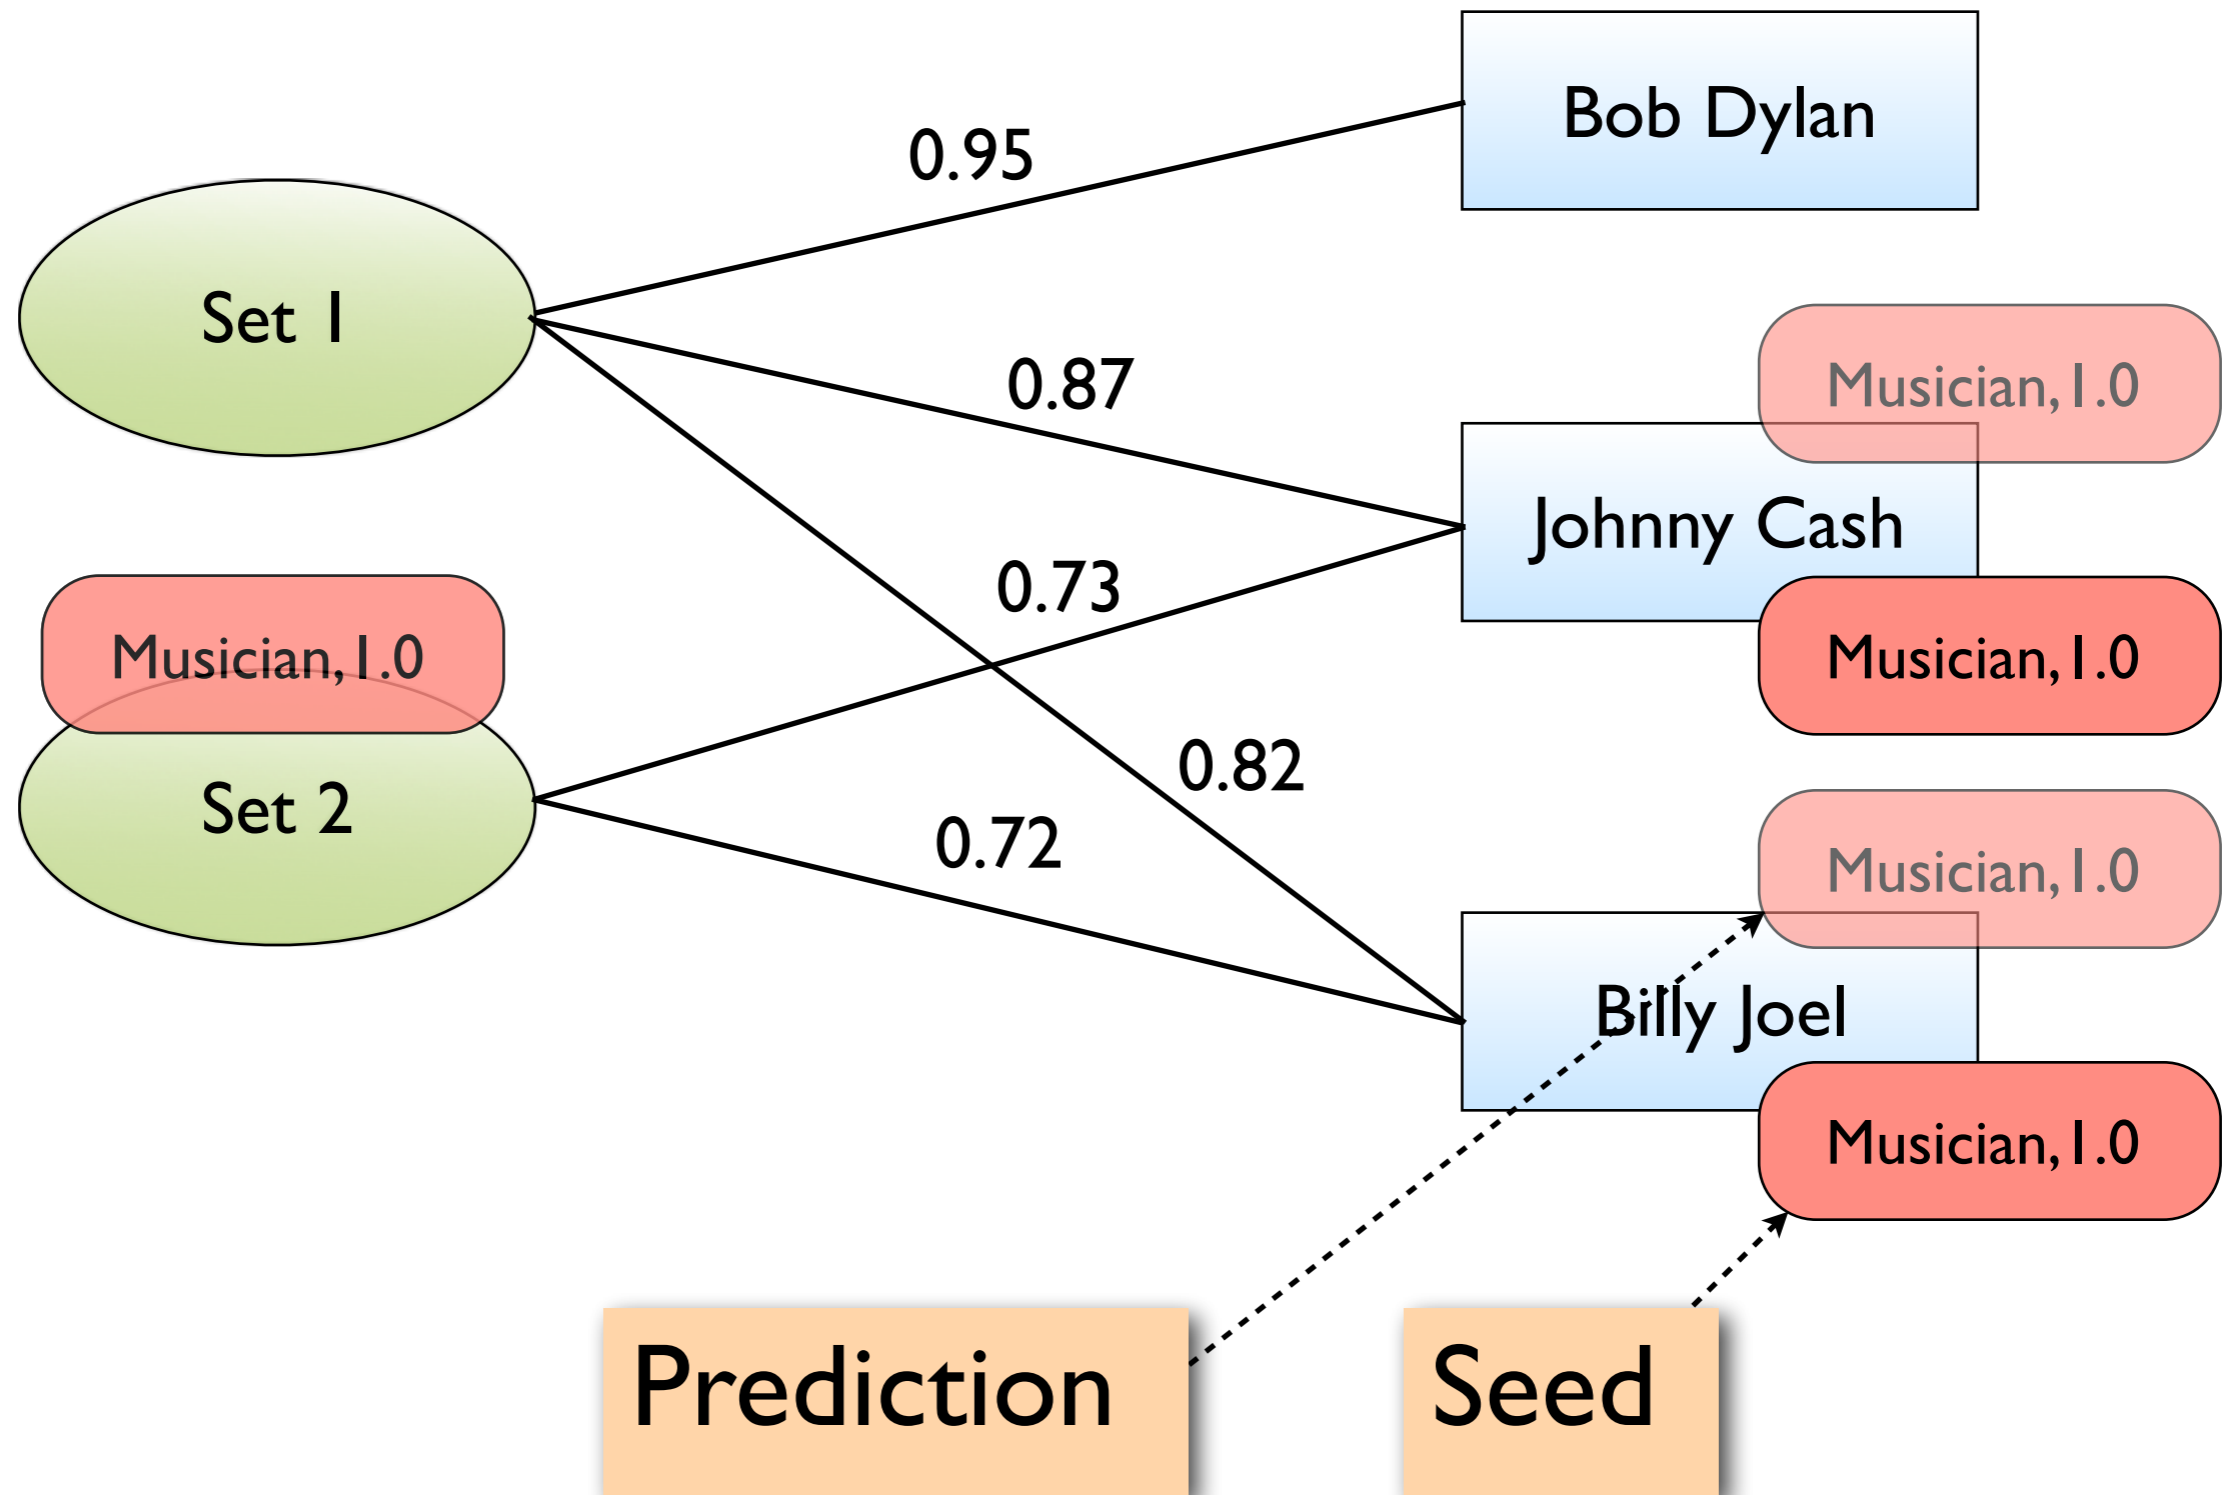 Bob Dylan
0.95
Set 1
0.87
Musician, 1.0
Johnny Cash
0.73
Musician, 1.0
Musician, 1.0
Set 2
0.82
0.72
Musician, 1.0
Billy Joel
Musician, 1.0
Prediction
Seed